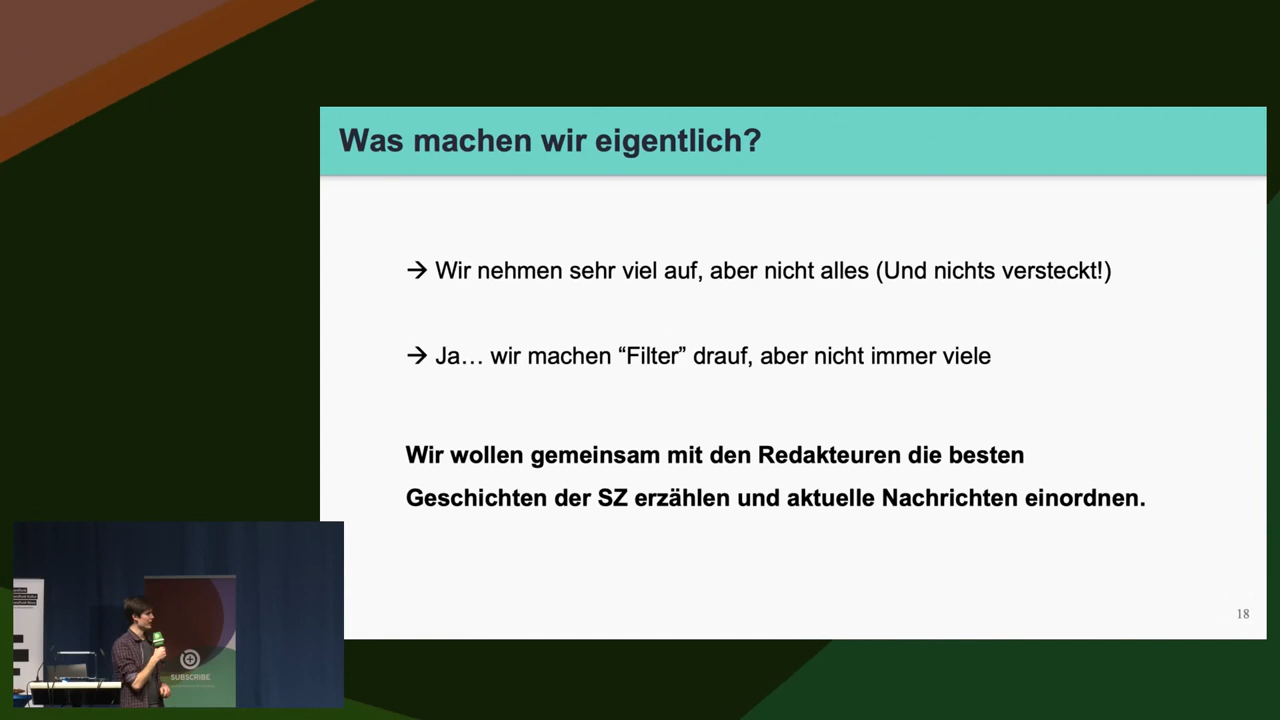 Was machen wir eigentlich?
→ Wir nehmen sehr viel auf, aber nicht alles (Und nichts versteckt!)
→ Ja… wir machen “Filter” drauf, aber nicht immer viele
Wir wollen gemeinsam mit den Redakteuren die besten
Geschichten der SZ erzählen und aktuelle Nachrichten einordnen.
18
SUBSCRIBE